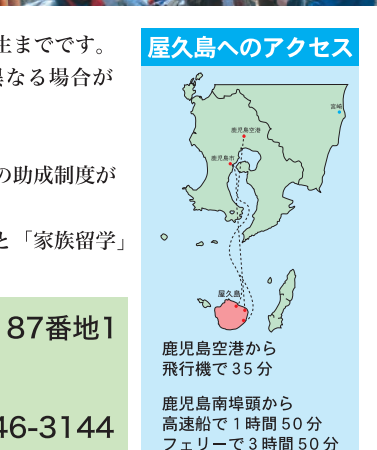 生までです。
異なる場合が
の助成制度が
と「家族留学」
87番地1
46-3144
屋久島へのアクセス
宮崎
鹿児島空港
鹿児島市
屋久島
鹿児島空港から
飛行機で35分
鹿児島南埠頭から
高速船で1時間50分
フェリーで3時間50分